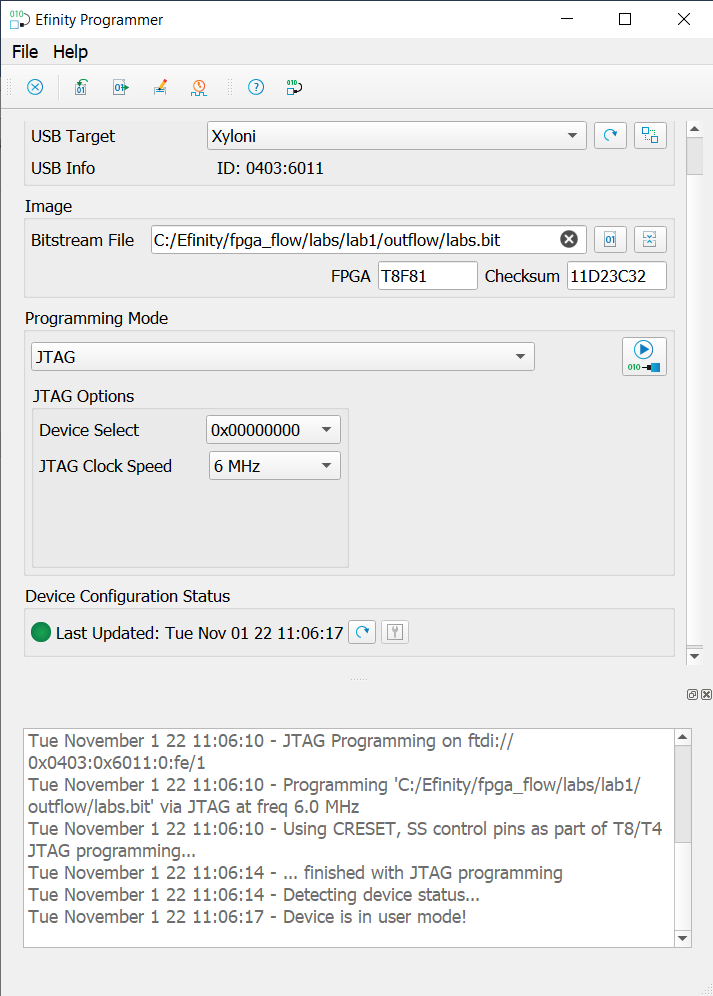 Efinity Programmer
File Help
USB Target Xyloni
USB Info ID: 0403:6011
Image
Bitstream File C:/Efinity/fpga_flow/labs/lab1/outflow/labs.bit
FPGA T8F81 Checksum 11D23C32
Programming Mode
JTAG
010
JTAG Options
Device Select 0x00000000
JTAG Clock Speed 6 MHz
Device Configuration Status
Last Updated: Tue Nov 01 22 11:06:17
Tue November 1 22 11:06:10 - JTAG Programming on ftdi://
0x0403:0x6011:0:fe/1
Tue November 1 22 11:06:10 - Programming 'C:/Efinity/fpga_flow/labs/lab1/
outflow/labs.bit' via JTAG at freq 6.0 MHz
Tue November 1 22 11:06:10 - Using CRESET, SS control pins as part of T8/T4
JTAG programming...
Tue November 1 22 11:06:14 - ... finished with JTAG programming
Tue November 1 22 11:06:14 - Detecting device status...
Tue November 1 22 11:06:17 - Device is in user mode!